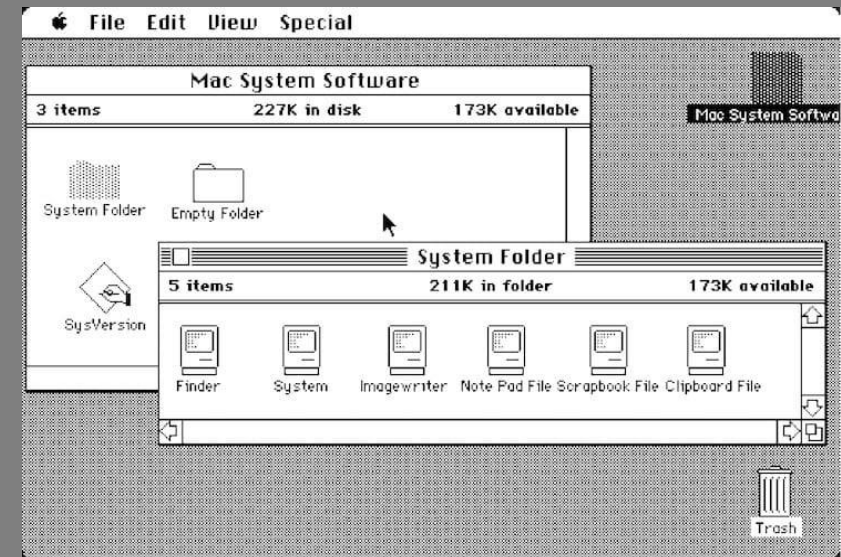 File Edit View Special
Mac System Software
3 items 227K in disk 173K available
Mac System Softwa
System Folder Empty Folder
System Folder
5 items 211K in folder 173K available
SysVersion
Finder System Imagewriter Note Pad File Scrapbook File Clipboard File
Trash